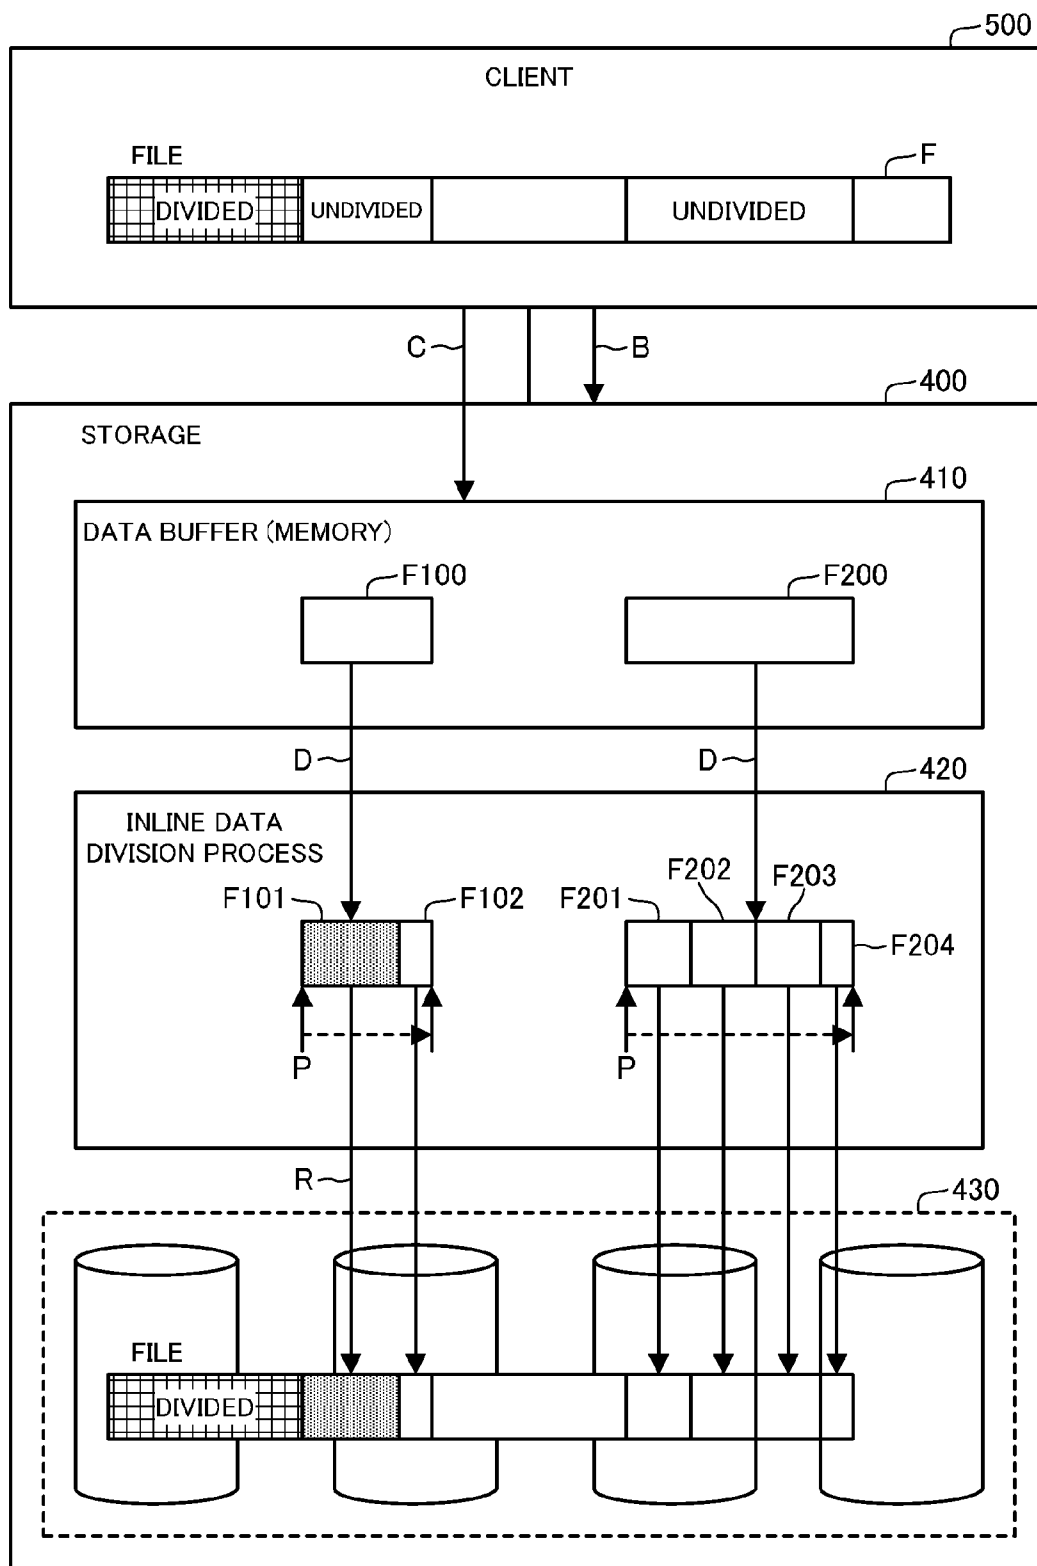 500
CLIENT
FILE
F
DIVIDED
UNDIVIDED
UNDIVIDED
C
B
400
STORAGE
410
DATA BUFFER (MEMORY)
F100
F200
D
D
420
INLINE DATA
DIVISION PROCESS
F101
F102
F201
F202
F203
F204
P
P
R
430
FILE
DIVIDED